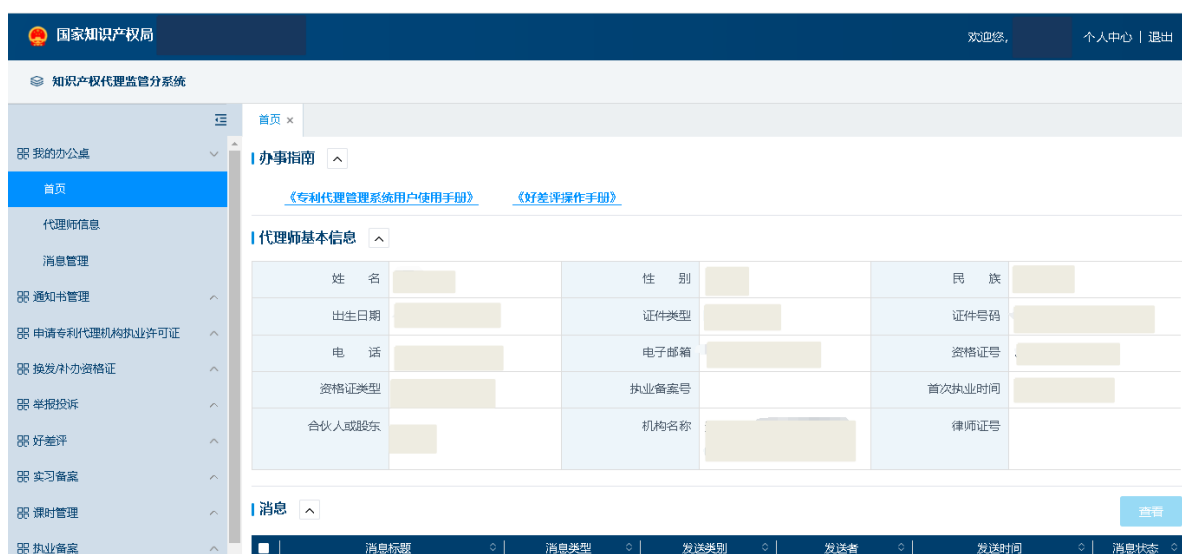 国家知识产权局
欢迎您, 个人中心 | 退出
知识产权代理监管分系统
首页 ×
我的办公桌
首页
代理师信息
消息管理
通知书管理
申请专利代理机构执业许可证
换发/补办资格证
举报投诉
好差评
实习备案
课时管理
执业备案
办事指南
《专利代理管理系统用户使用手册》 《好差评操作手册》
代理师基本信息
姓 名 性 别 民 族
出生日期 证件类型 证件号码
电 话 电子邮箱 资格证号
资格证类型 执业备案号 首次执业时间
合伙人或股东 机构名称 律师证号
消息 查看
消息标题 消息类型 发送类别 发送者 发送时间 消息状态